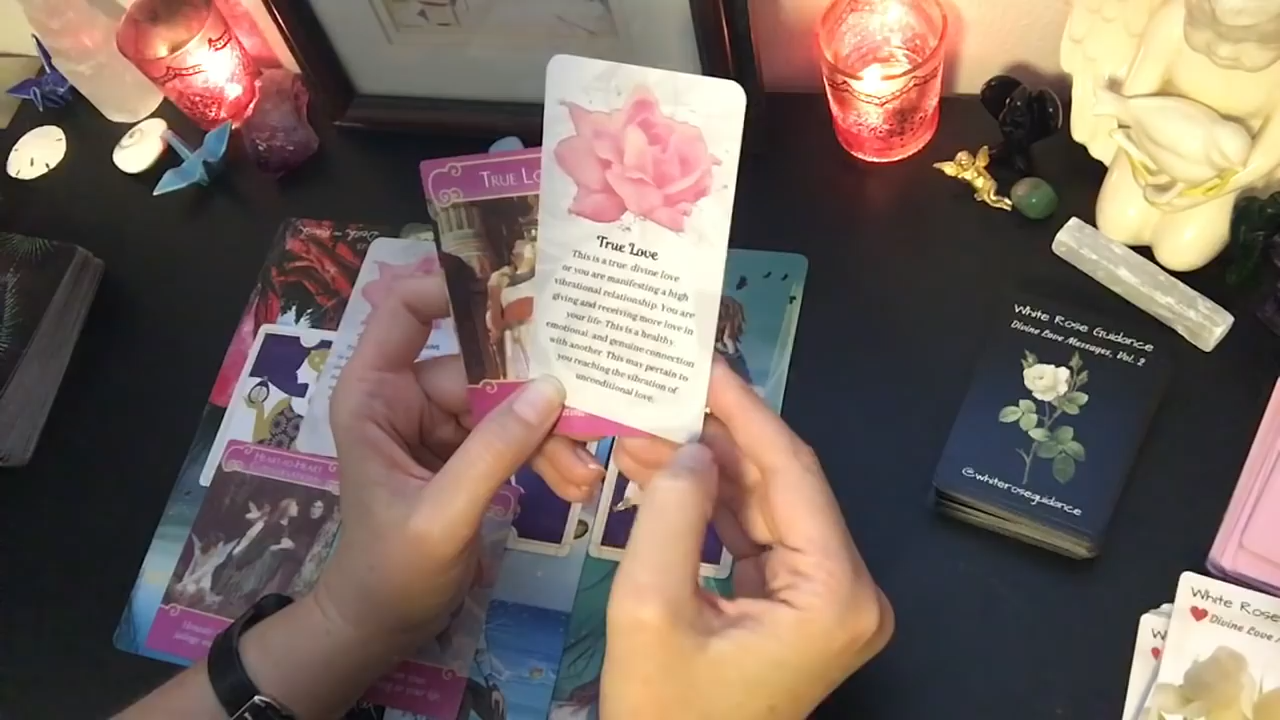 True Love
This is a true, divine love
or you are manifesting a high
vibrational relationship. You are
giving and receiving more love in
your life. This is a healthy,
emotional, and genuine connection
with another. This may pertain to
you reaching the vibration of
unconditional love.
TRUE LO
HEART-TO-HEART
White Rose Guidance
Divine Love Messages, Vol. 2
@whiteroseguidance
White Rose
Divine Love
W